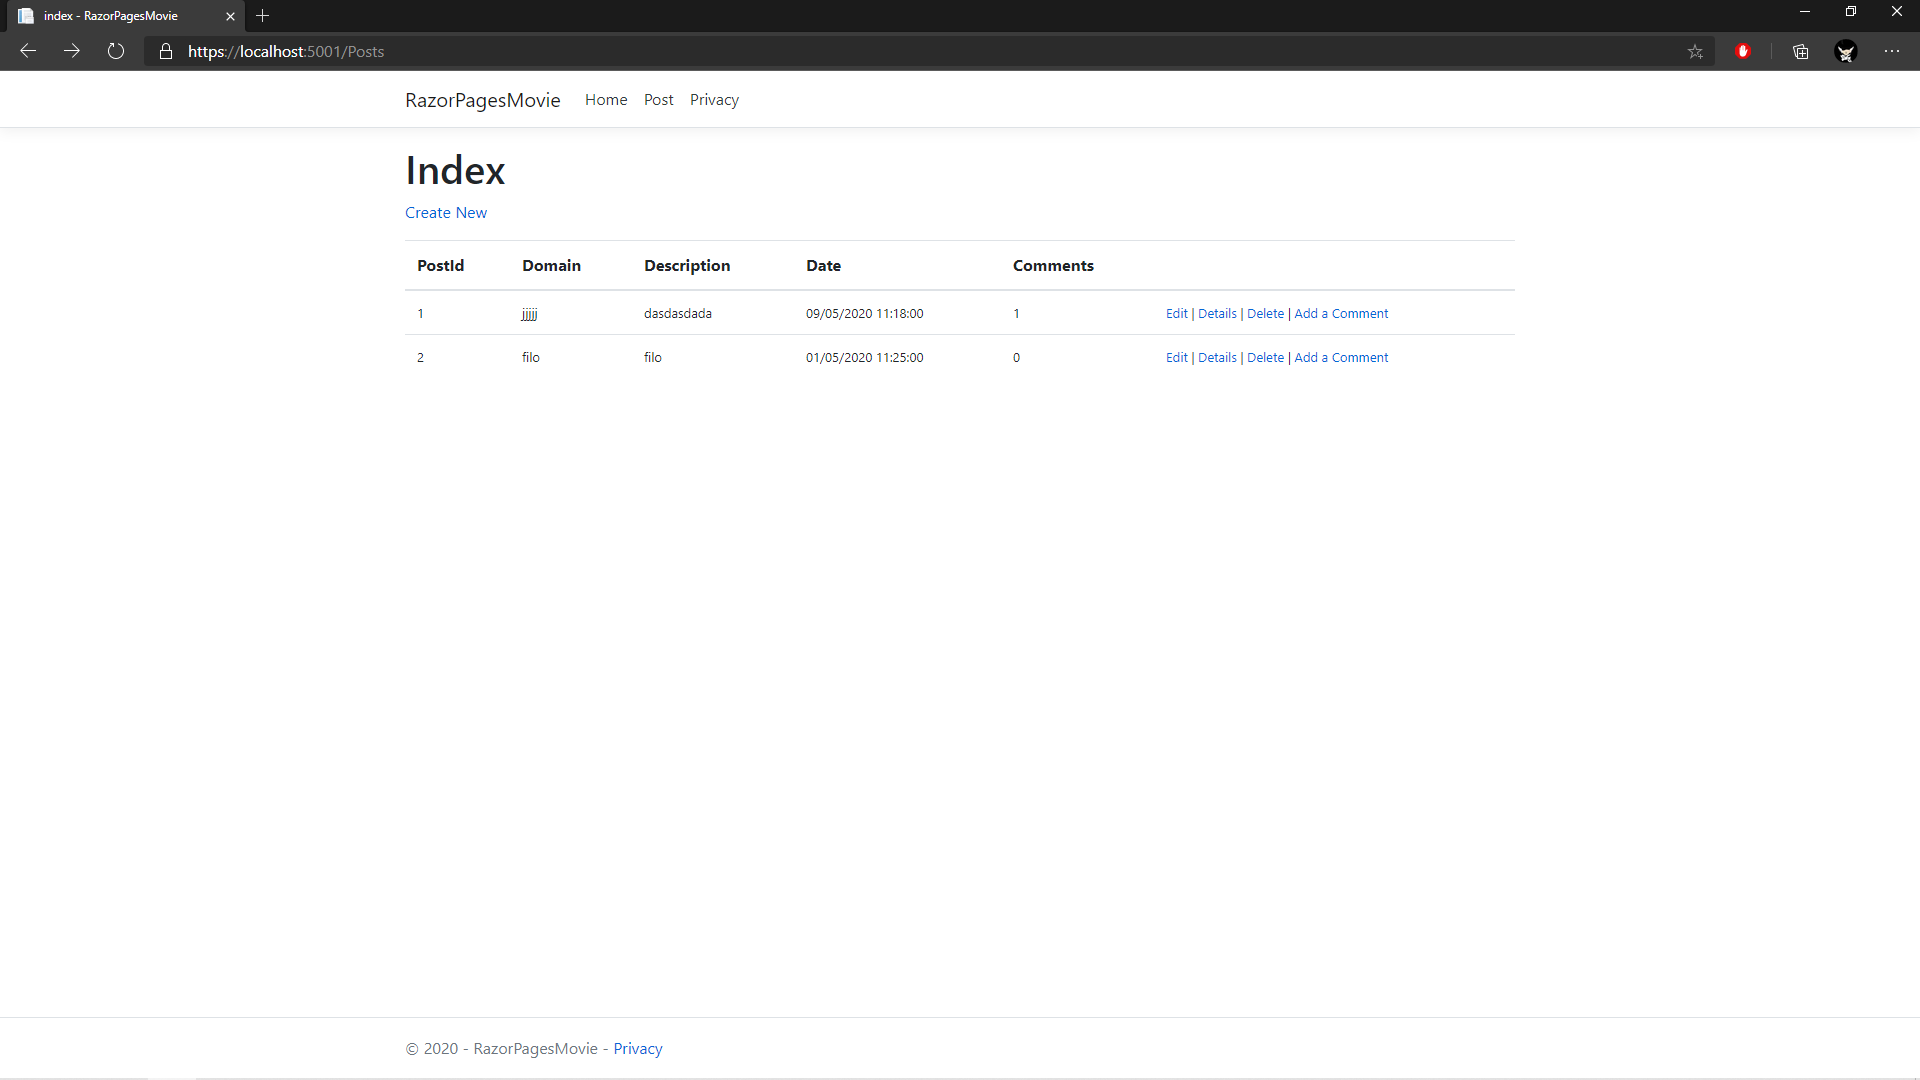 index - RazorPagesMovie
https://localhost:5001/Posts
RazorPagesMovie Home Post Privacy
Index
Create New
PostId Domain Description Date Comments
1 jjjjj dasdasdada 09/05/2020 11:18:00 1 Edit | Details | Delete | Add a Comment
2 filo filo 01/05/2020 11:25:00 0 Edit | Details | Delete | Add a Comment
© 2020 - RazorPagesMovie - Privacy